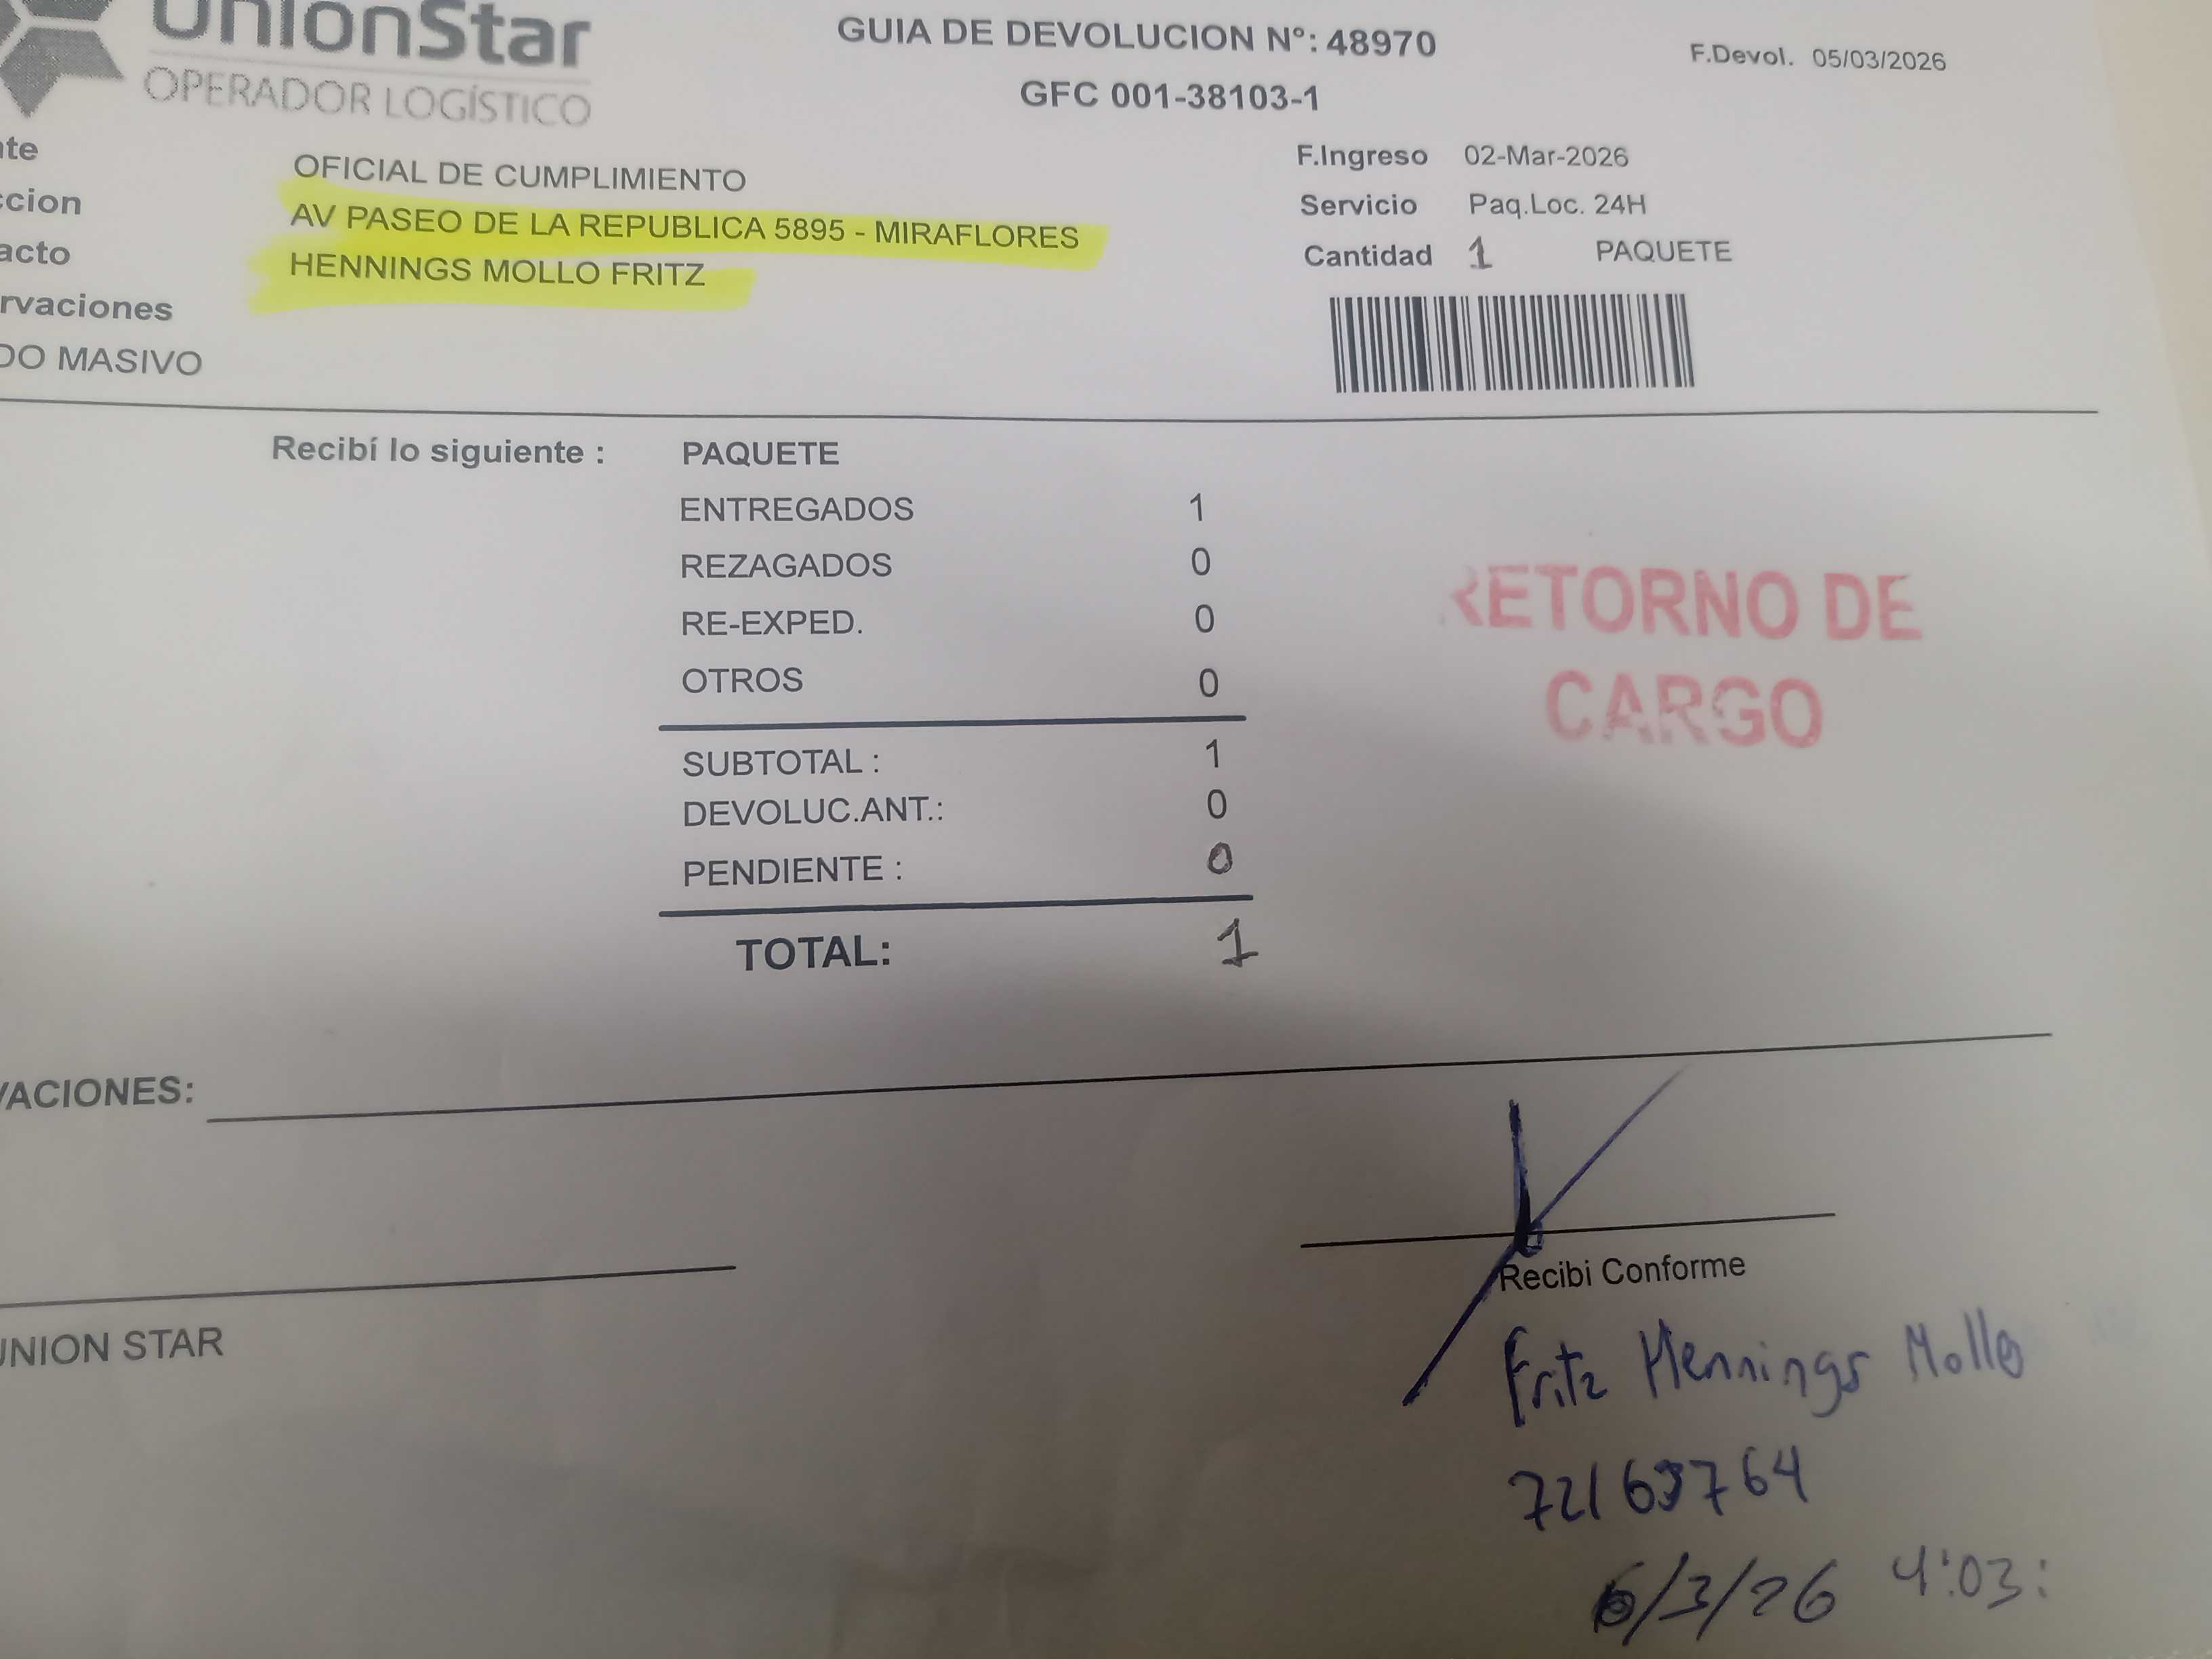 UnionStar
OPERADOR LOGÍSTICO
GUIA DE DEVOLUCION N°: 48970
GFC 001-38103-1
F.Devol. 05/03/2026
nte OFICIAL DE CUMPLIMIENTO
ccion AV PASEO DE LA REPUBLICA 5895 - MIRAFLORES
acto HENNINGS MOLLO FRITZ
rvaciones
DO MASIVO
F.Ingreso 02-Mar-2026
Servicio Paq.Loc. 24H
Cantidad 1 PAQUETE
Recibí lo siguiente : PAQUETE
ENTREGADOS 1
REZAGADOS 0
RE-EXPED. 0
OTROS 0
SUBTOTAL : 1
DEVOLUC.ANT.: 0
PENDIENTE : 0
TOTAL: 1
RETORNO DE
CARGO
VACIONES:
UNION STAR
Recibi Conforme
Fritz Hennings Mollo
6/3/26 4:03: